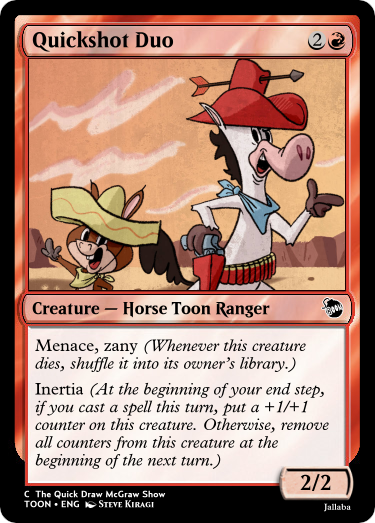 Quickshot Duo 2
Creature — Horse Toon Ranger
Menace, zany (Whenever this creature
dies, shuffle it into its owner's library.)
Inertia (At the beginning of your end step,
if you cast a spell this turn, put a +1/+1
counter on this creature. Otherwise, remove
all counters from this creature at the
beginning of the next turn.)
2/2
C The Quick Draw McGraw Show
TOON • ENG Steve Kiragi
Jallaba